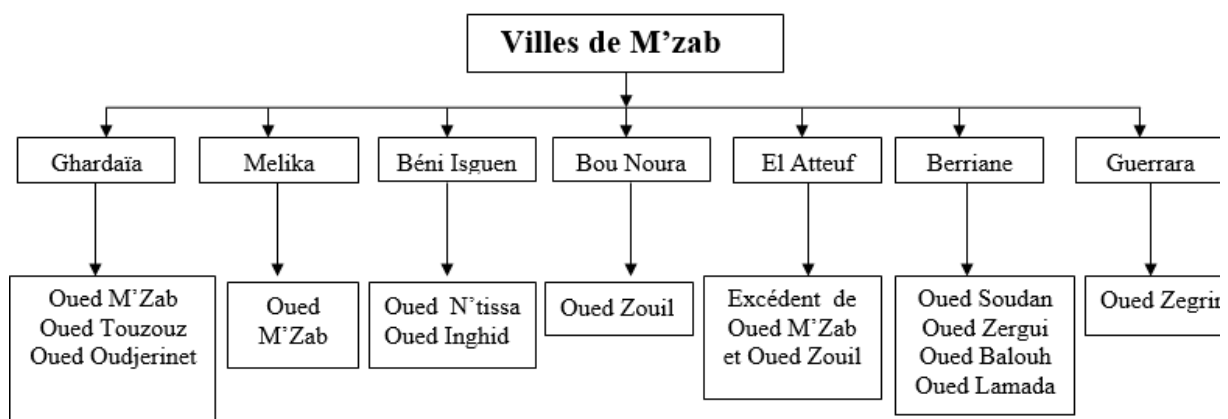 Villes de M’zab
Ghardaïa
Melika
Béni Isguen
Bou Noura
El Atteuf
Berriane
Guerrara
Oued M’Zab
Oued Touzouz
Oued Oudjerinet
Oued
M’Zab
Oued N’tissa
Oued Inghid
Oued Zouil
Excédent de
Oued M’Zab
et Oued Zouil
Oued Soudan
Oued Zergui
Oued Balouh
Oued Lamada
Oued Zegrir